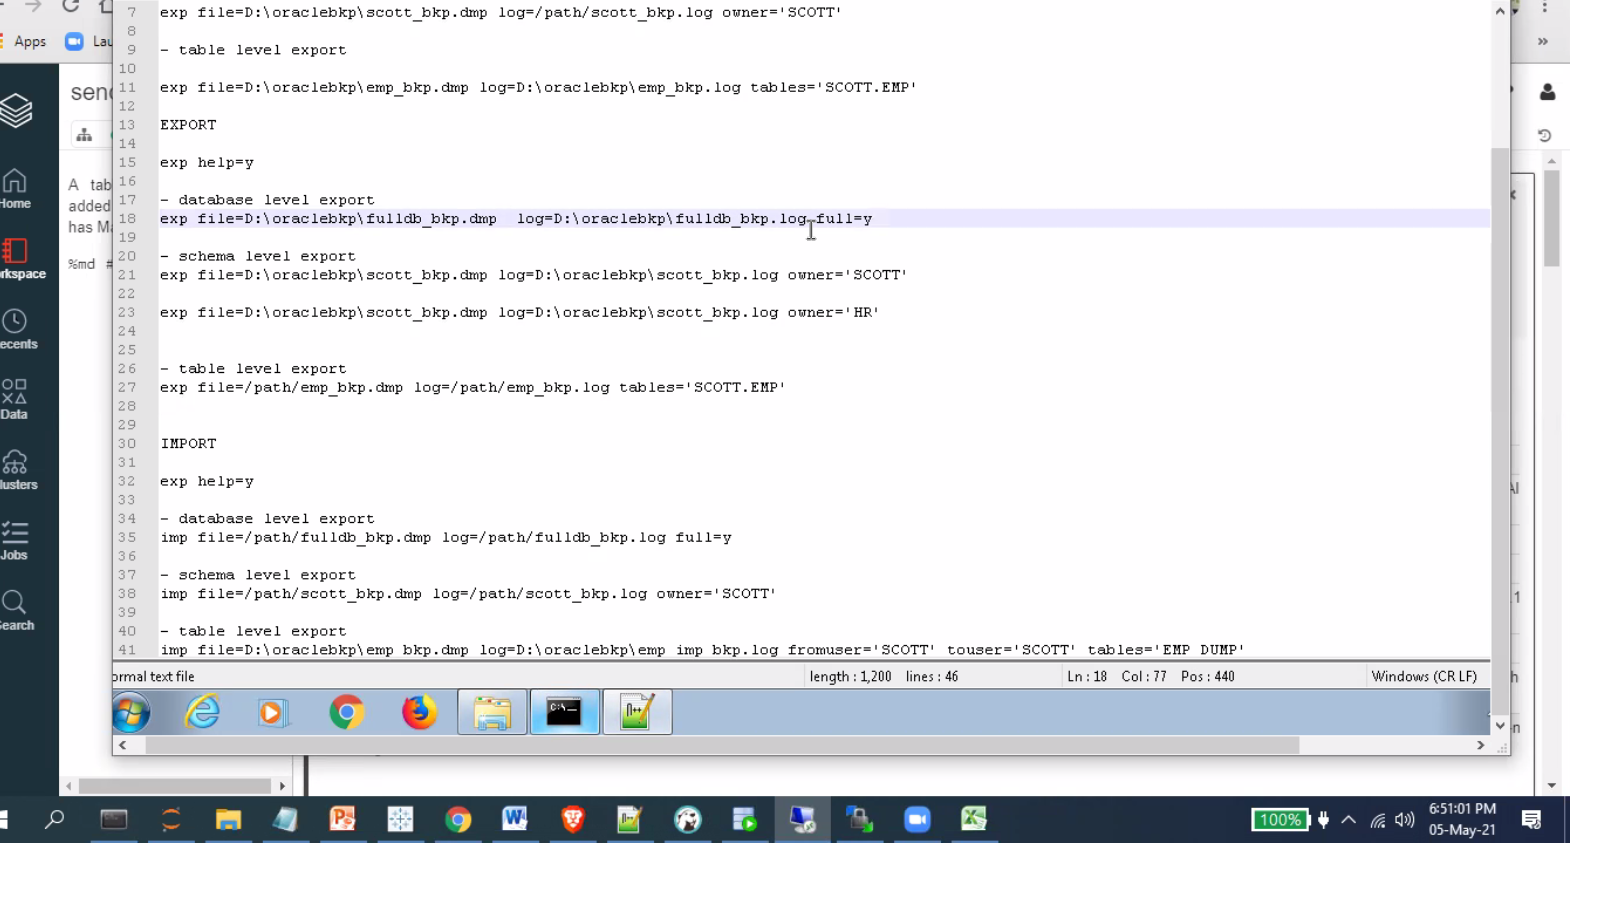 7 exp file=D:\oraclebkp\scott_bkp.dmp log=/path/scott_bkp.log owner='SCOTT'
8
9 - table level export
10
11 exp file=D:\oraclebkp\emp_bkp.dmp log=D:\oraclebkp\emp_bkp.log tables='SCOTT.EMP'
12
13 EXPORT
14
15 exp help=y
16
17 - database level export
18 exp file=D:\oraclebkp\fulldb_bkp.dmp  log=D:\oraclebkp\fulldb_bkp.log full=y
19
20 - schema level export
21 exp file=D:\oraclebkp\scott_bkp.dmp log=D:\oraclebkp\scott_bkp.log owner='SCOTT'
22
23 exp file=D:\oraclebkp\scott_bkp.dmp log=D:\oraclebkp\scott_bkp.log owner='HR'
24
25
26 - table level export
27 exp file=/path/emp_bkp.dmp log=/path/emp_bkp.log tables='SCOTT.EMP'
28
29
30 IMPORT
31
32 exp help=y
33
34 - database level export
35 imp file=/path/fulldb_bkp.dmp log=/path/fulldb_bkp.log full=y
36
37 - schema level export
38 imp file=/path/scott_bkp.dmp log=/path/scott_bkp.log owner='SCOTT'
39
40 - table level export
41 imp file=D:\oraclebkp\emp bkp.dmp log=D:\oraclebkp\emp imp bkp.log fromuser='SCOTT' touser='SCOTT' tables='EMP DUMP'
ormal text file length : 1,200 lines : 46 Ln : 18 Col : 77 Pos : 440 Windows (CR LF)
Apps Lau
send
A tab
added
has Ma
%md #
Home
rkspace
ecents
Data
lusters
Jobs
earch
AI
.1
h
n
C:\
100%
6:51:01 PM
05-May-21